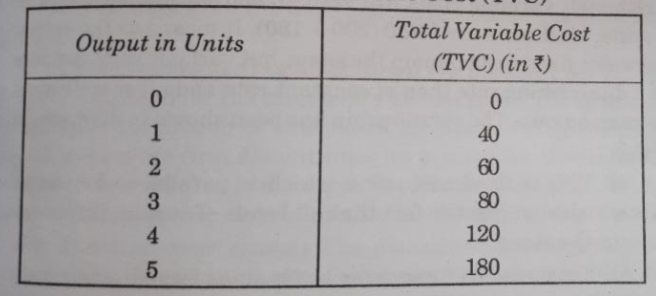 (TVC)
Output in Units Total Variable Cost
(TVC) (in ₹)
0 0
1 40
2 60
3 80
4 120
5 180